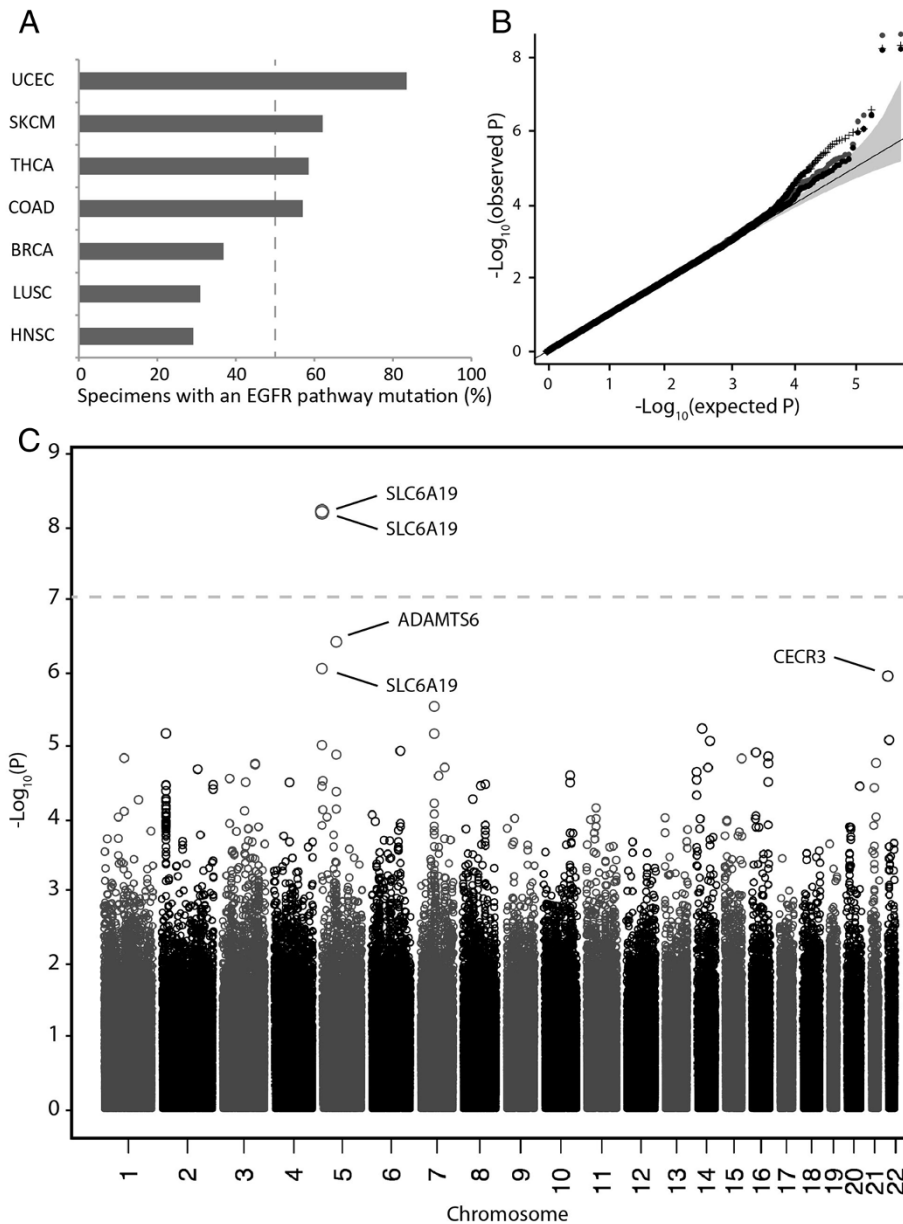 A
UCEC
SKCM
THCA
COAD
BRCA
LUSC
HNSC
0 20 40 60 80 100
Specimens with an EGFR pathway mutation (%)
B
8
6
4
2
0
-Log10(observed P)
0 1 2 3 4 5
-Log10(expected P)
C
9
8
7
6
5
4
3
2
1
0
-Log10(P)
SLC6A19
SLC6A19
ADAMTS6
SLC6A19
CECR3
1 2 3 4 5 6 7 8 9 10 11 12 13 14 15 16 17 18 19 20 21 22
Chromosome